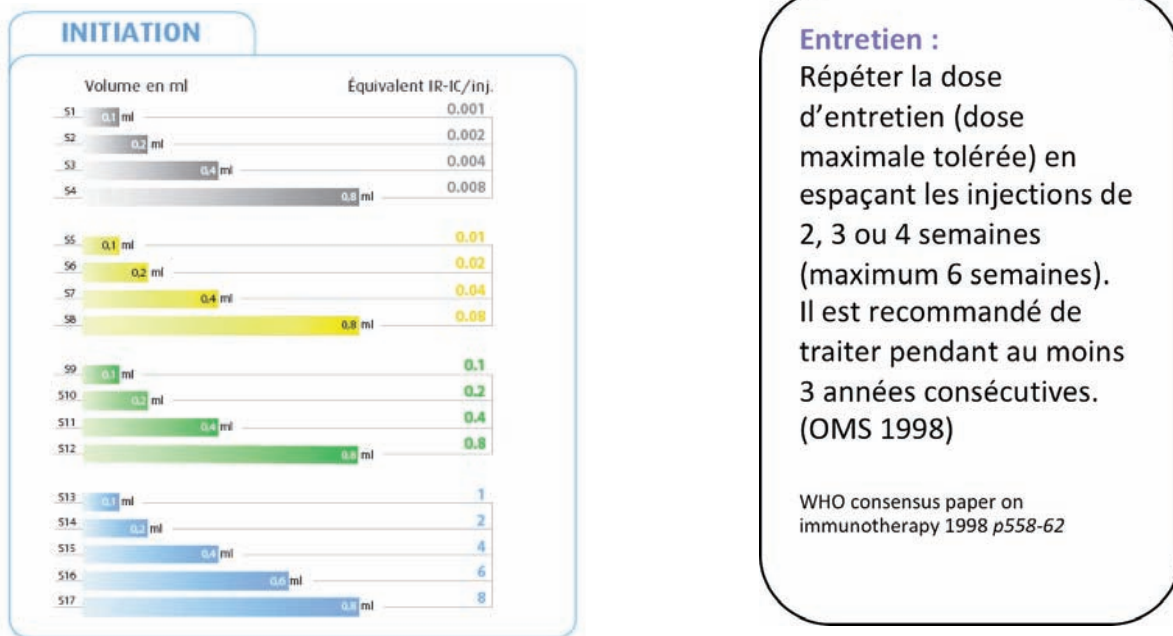 INITIATION
Volume en ml Équivalent IR-IC/inj.
S1 0,1 ml 0.001
S2 0,2 ml 0.002
S3 0,4 ml 0.004
S4 0,8 ml 0.008
S5 0,1 ml 0.01
S6 0,2 ml 0.02
S7 0,4 ml 0.04
S8 0,8 ml 0.08
S9 0,1 ml 0.1
S10 0,2 ml 0.2
S11 0,4 ml 0.4
S12 0,8 ml 0.8
S13 0,1 ml 1
S14 0,2 ml 2
S15 0,4 ml 4
S16 0,6 ml 6
S17 0,8 ml 8
Entretien :
Répéter la dose
d’entretien (dose
maximale tolérée) en
espaçant les injections de
2, 3 ou 4 semaines
(maximum 6 semaines).
Il est recommandé de
traiter pendant au moins
3 années consécutives.
(OMS 1998)
WHO consensus paper on
immunotherapy 1998 p558-62